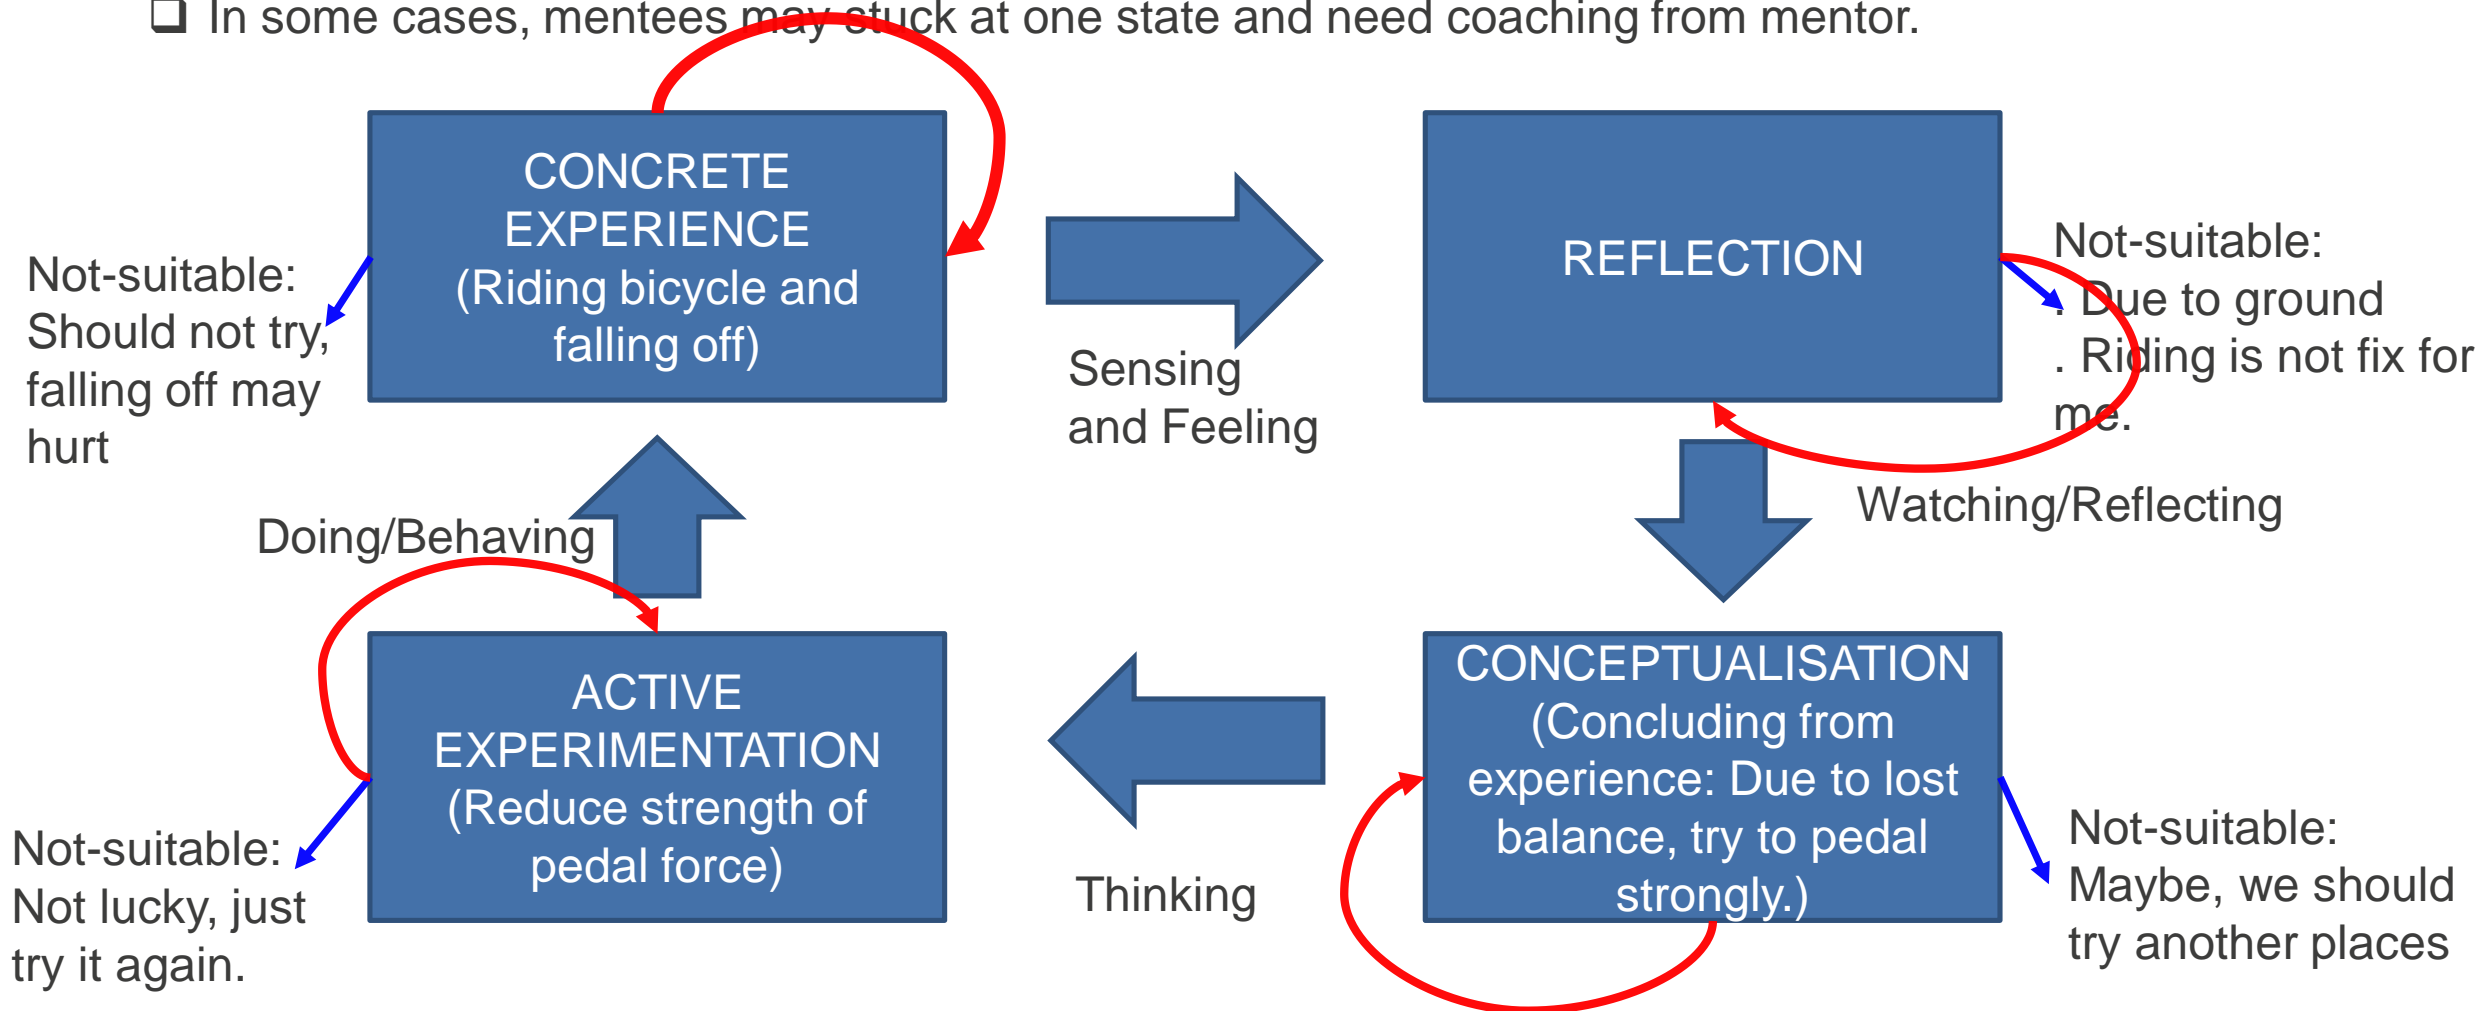 ❑ In some cases, mentees may stuck at one state and need coaching from mentor.
CONCRETE
EXPERIENCE
(Riding bicycle and
falling off)
Not-suitable:
Should not try,
falling off may
hurt
Sensing
and Feeling
REFLECTION
Not-suitable:
. Due to ground
. Riding is not fix for
me.
Watching/Reflecting
Doing/Behaving
ACTIVE
EXPERIMENTATION
(Reduce strength of
pedal force)
Not-suitable:
Not lucky, just
try it again.
Thinking
CONCEPTUALISATION
(Concluding from
experience: Due to lost
balance, try to pedal
strongly.)
Not-suitable:
Maybe, we should
try another places